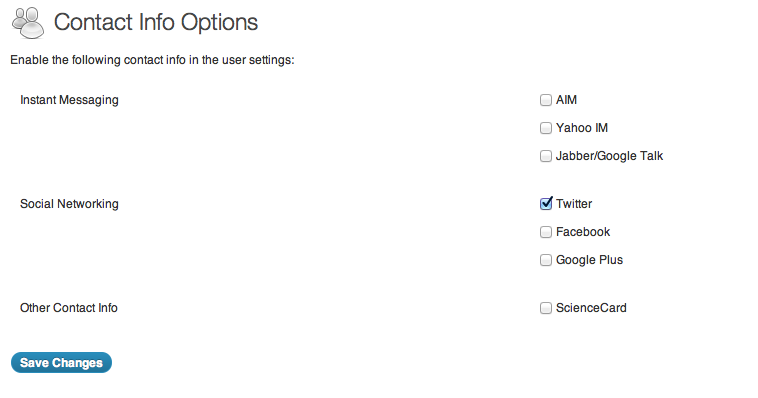 Contact Info Options
Enable the following contact info in the user settings:
Instant Messaging
AIM
Yahoo IM
Jabber/Google Talk
Social Networking
Twitter
Facebook
Google Plus
Other Contact Info
ScienceCard
Save Changes